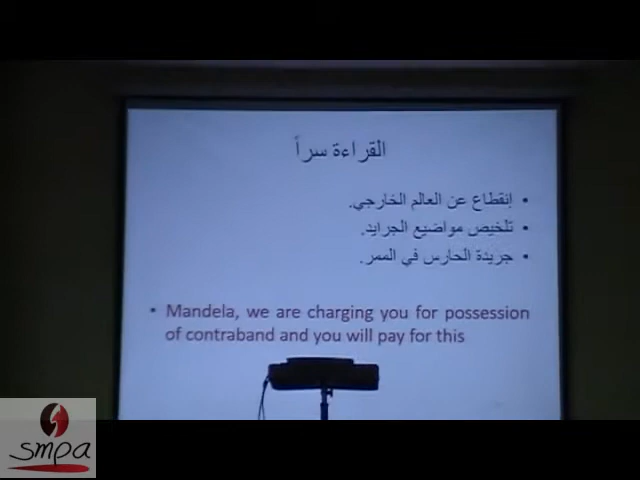 القراءة سراً
• إنقطاع عن العالم الخارجي.
• تلخيص مواضيع الجرايد.
• جريدة الحارس في الممر.
• Mandela, we are charging you for possession
of contraband and you will pay for this
smpa